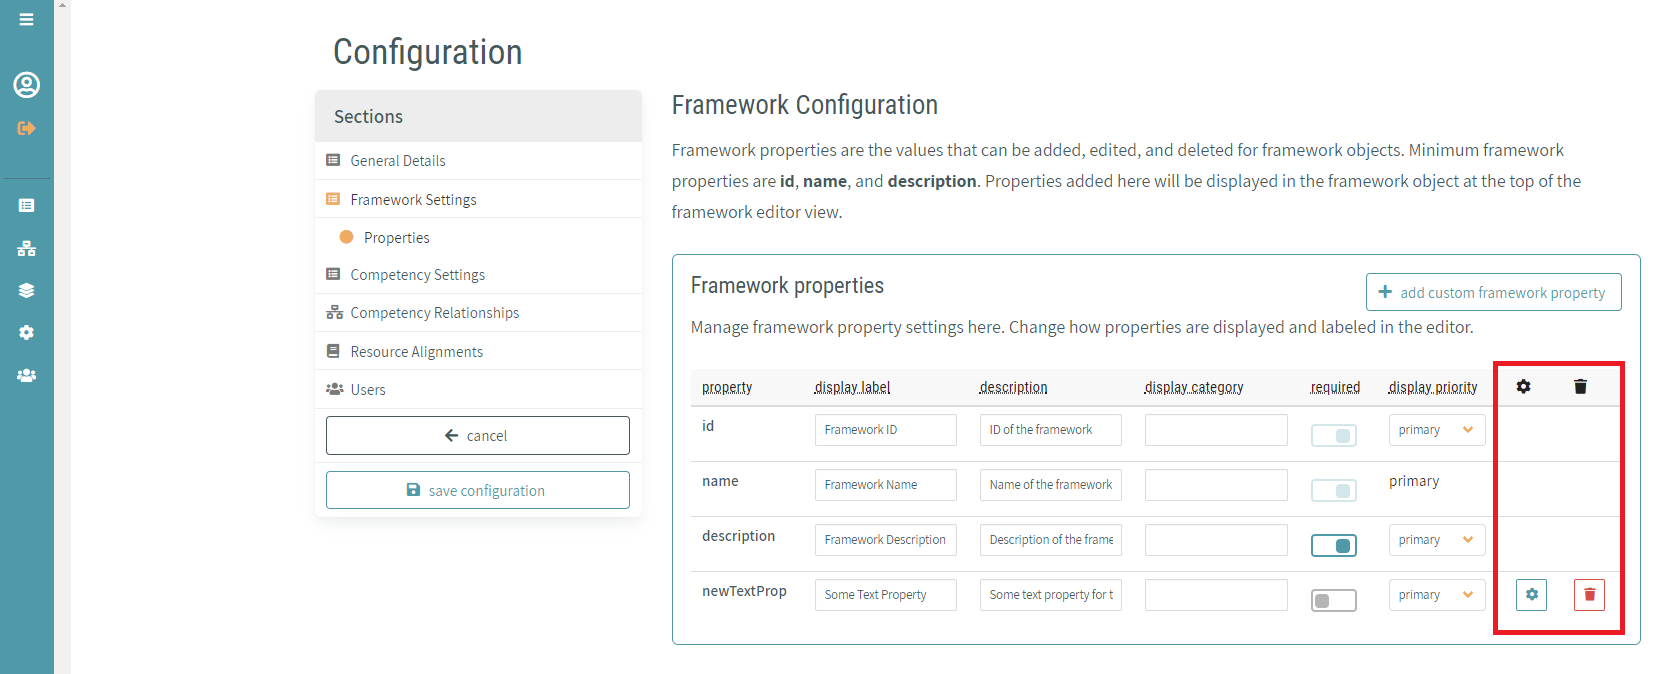 Configuration
Sections
General Details
Framework Settings
Properties
Competency Settings
Competency Relationships
Resource Alignments
Users
cancel
save configuration
Framework Configuration
Framework properties are the values that can be added, edited, and deleted for framework objects. Minimum framework
properties are id, name, and description. Properties added here will be displayed in the framework object at the top of the
framework editor view.
Framework properties
add custom framework property
Manage framework property settings here. Change how properties are displayed and labeled in the editor.
property display label description display category required display priority
id Framework ID ID of the framework primary
name Framework Name Name of the framework primary
description Framework Description Description of the frame primary
newTextProp Some Text Property Some text property for t primary